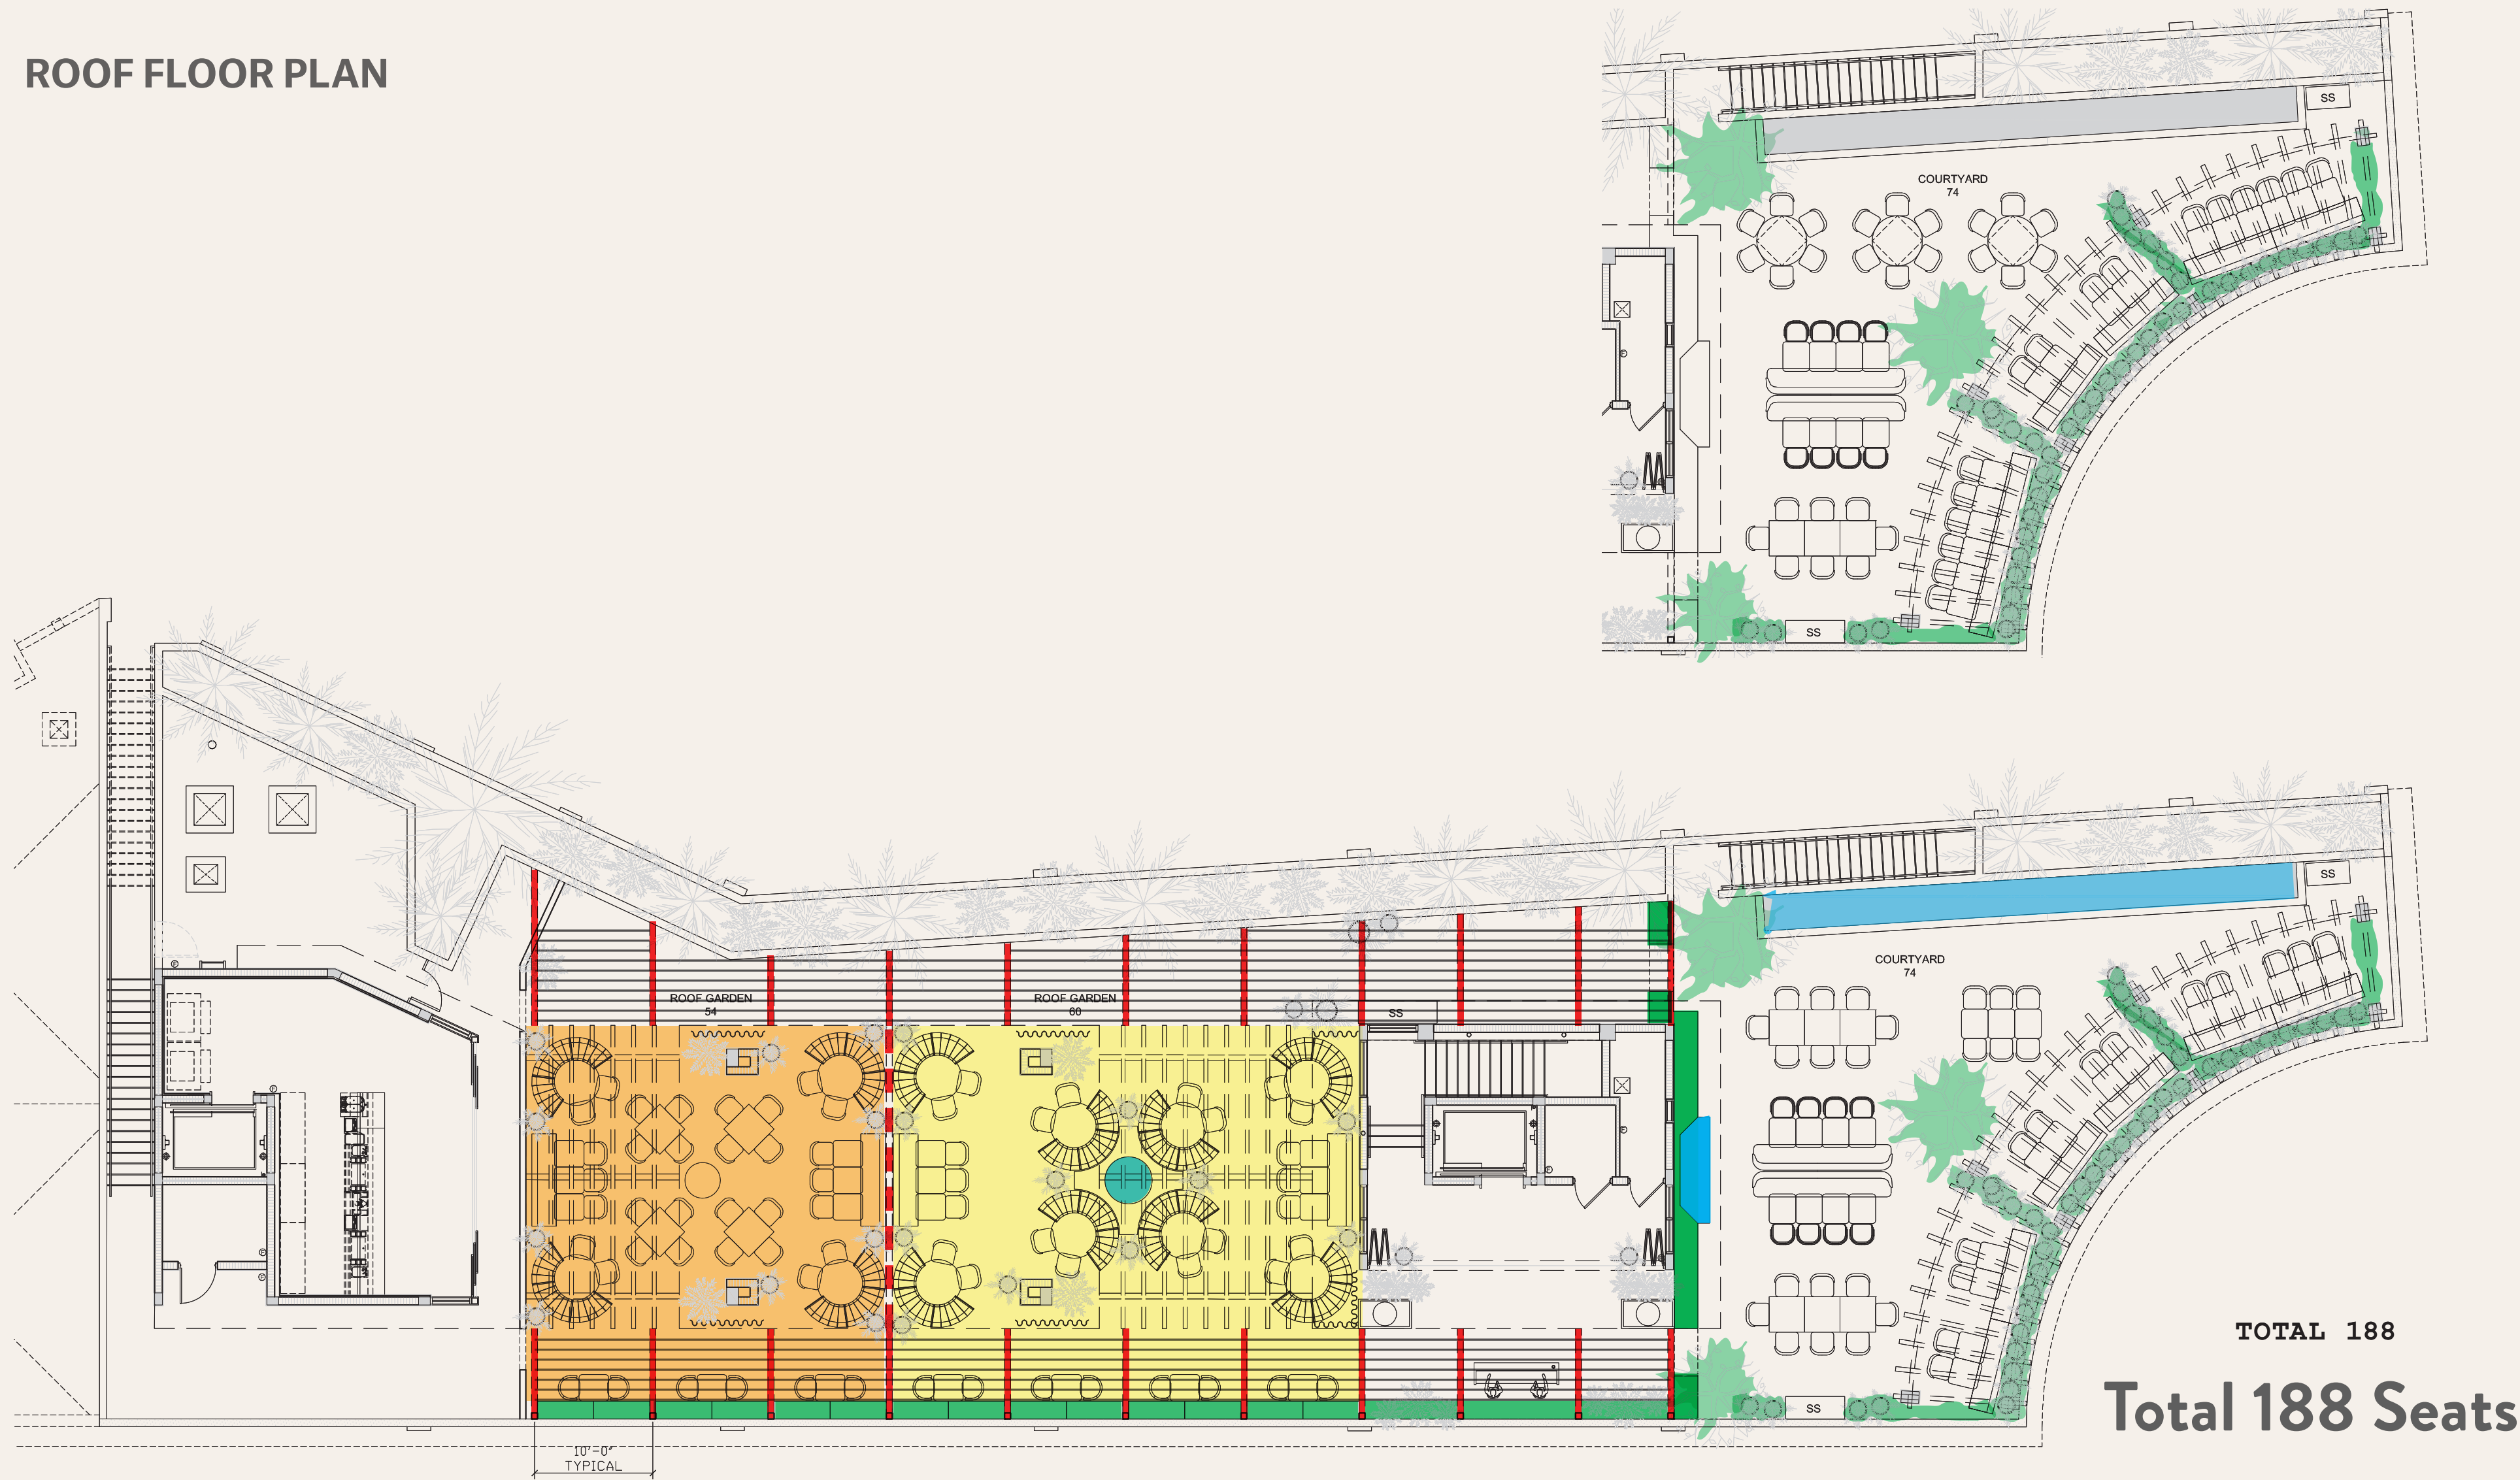 ROOF FLOOR PLAN
SS
COURTYARD
74
SS
SS
COURTYARD
74
ROOF GARDEN
54
ROOF GARDEN
60
SS
SS
TOTAL 188
Total 188 Seats
10'-0"
TYPICAL